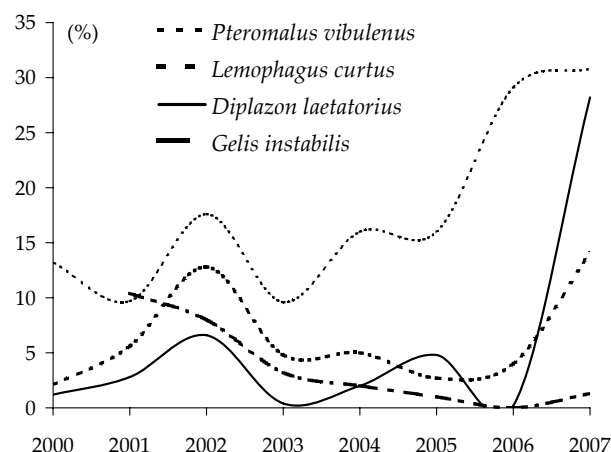 35
(%)
Pteromalus vibulenus
30
Lemophagus curtus
25
Diplazon laetatorius
Gelis instabilis
20
15
10
5
0
2000 2001 2002 2003 2004 2005 2006 2007